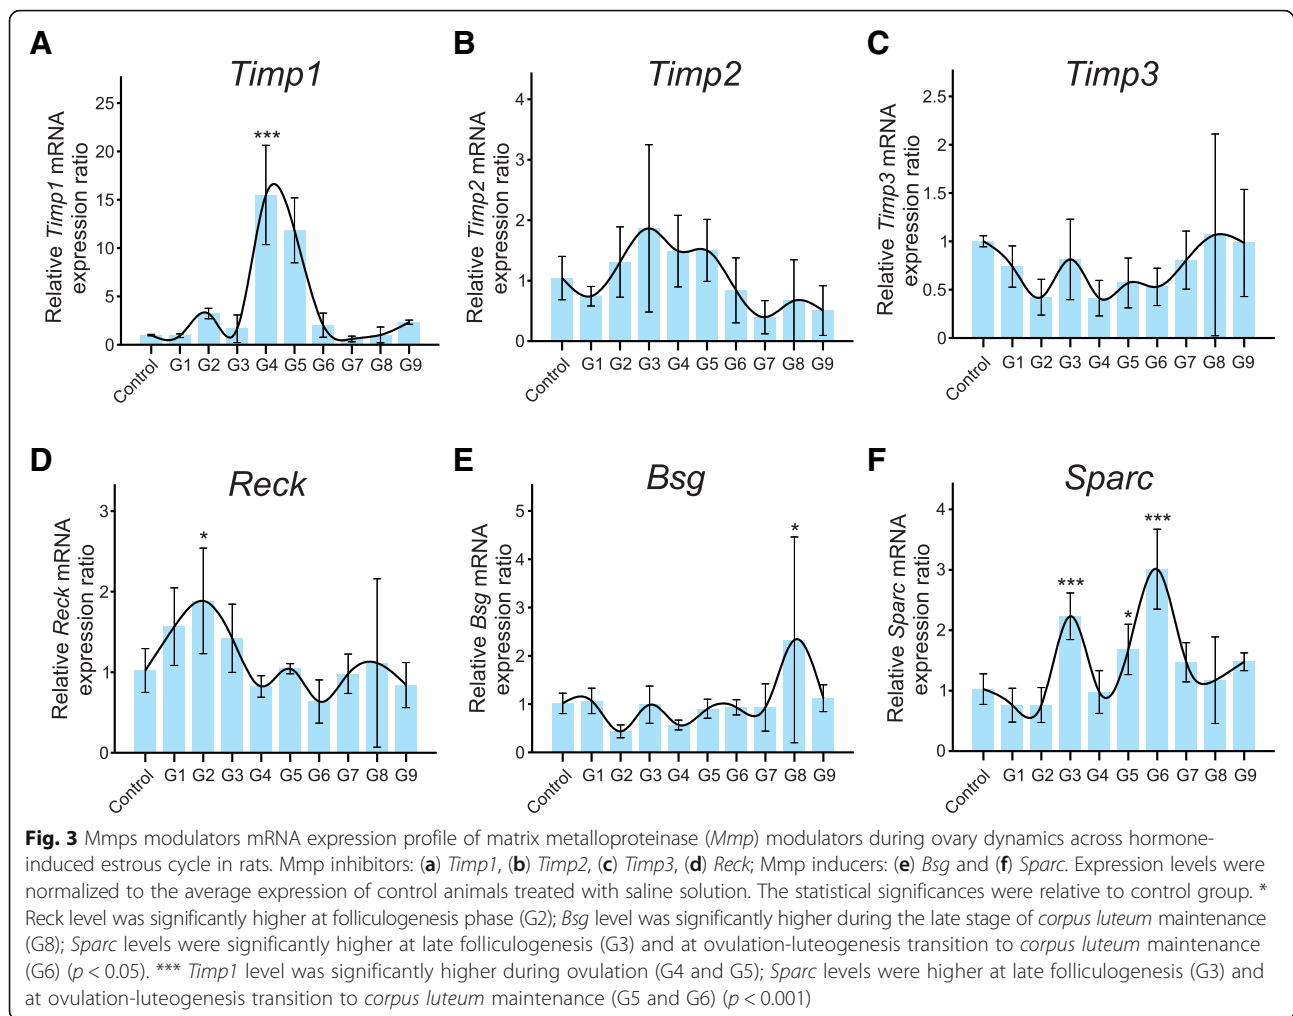 A
Timp1
Relative Timp1 mRNA
expression ratio
25
20
15
10
5
0
***
Control G1 G2 G3 G4 G5 G6 G7 G8 G9
B
Timp2
Relative Timp2 mRNA
expression ratio
4
3
2
1
0
Control G1 G2 G3 G4 G5 G6 G7 G8 G9
C
Timp3
Relative Timp3 mRNA
expression ratio
2.5
2
1.5
1
0.5
0
Control G1 G2 G3 G4 G5 G6 G7 G8 G9
D
Reck
Relative Reck mRNA
expression ratio
3
2
1
0
*
Control G1 G2 G3 G4 G5 G6 G7 G8 G9
E
Bsg
Relative Bsg mRNA
expression ratio
5
4
3
2
1
0
*
Control G1 G2 G3 G4 G5 G6 G7 G8 G9
F
Sparc
Relative Sparc mRNA
expression ratio
4
3
2
1
0
***
*
***
Control G1 G2 G3 G4 G5 G6 G7 G8 G9
Fig. 3 Mmps modulators mRNA expression profile of matrix metalloproteinase (Mmp) modulators during ovary dynamics across hormone-
induced estrous cycle in rats. Mmp inhibitors: (a) Timp1, (b) Timp2, (c) Timp3, (d) Reck; Mmp inducers: (e) Bsg and (f) Sparc. Expression levels were
normalized to the average expression of control animals treated with saline solution. The statistical significances were relative to control group. *
Reck level was significantly higher at folliculogenesis phase (G2); Bsg level was significantly higher during the late stage of corpus luteum maintenance
(G8); Sparc levels were significantly higher at late folliculogenesis (G3) and at ovulation-luteogenesis transition to corpus luteum maintenance
(G6) (p < 0.05). *** Timp1 level was significantly higher during ovulation (G4 and G5); Sparc levels were higher at late folliculogenesis (G3) and
at ovulation-luteogenesis transition to corpus luteum maintenance (G5 and G6) (p < 0.001)